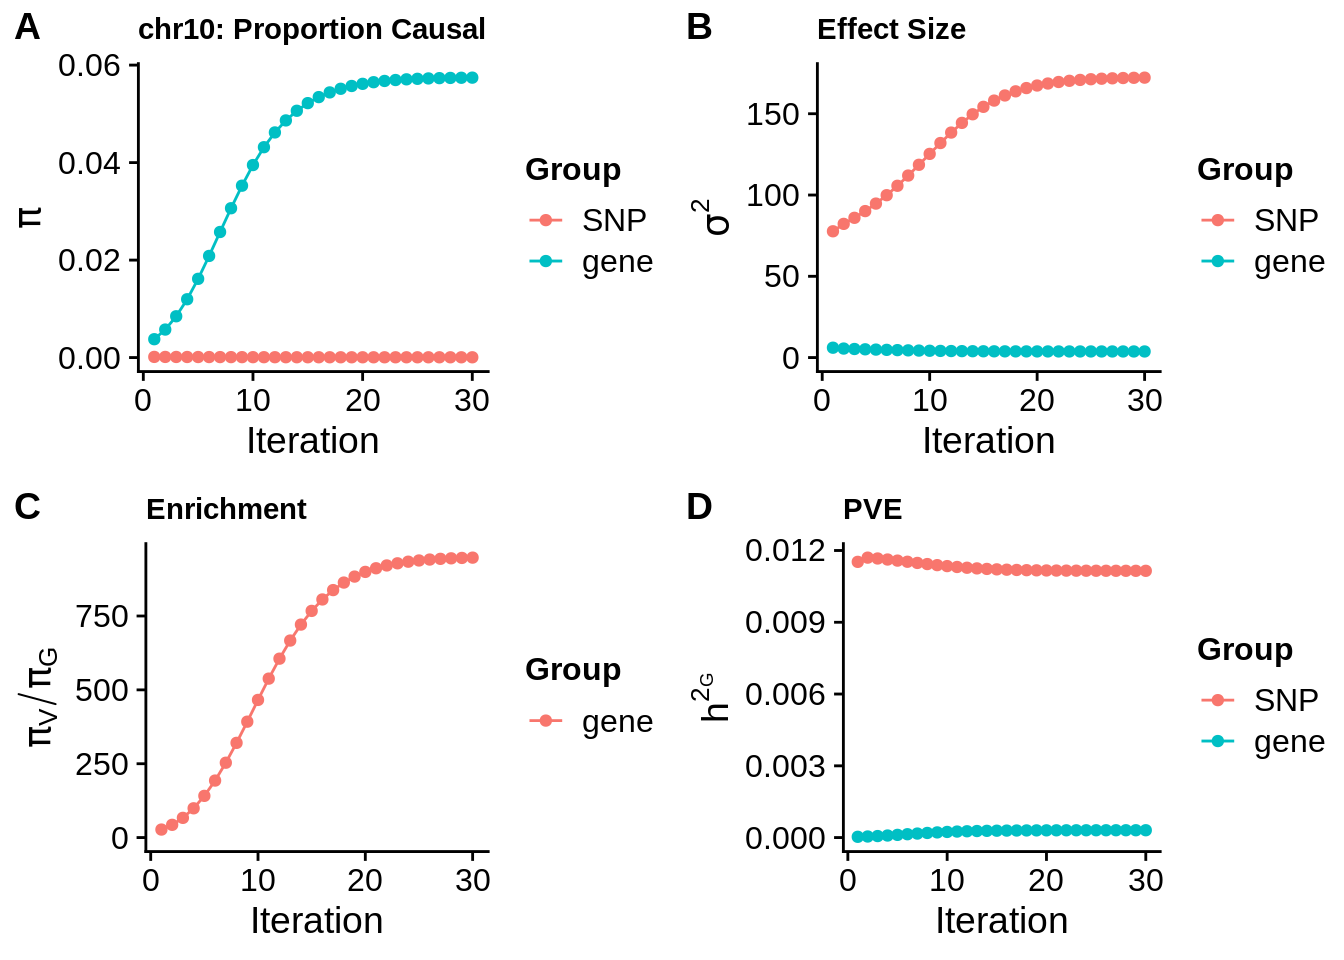 A
chr10: Proportion Causal
0.06
0.04
0.02
0.00
π
0
10
20
30
Iteration
Group
SNP
gene
B
Effect Size
150
100
50
0
σ²
0
10
20
30
Iteration
Group
SNP
gene
C
Enrichment
750
500
250
0
π_V/π_G
0
10
20
30
Iteration
Group
gene
D
PVE
0.012
0.009
0.006
0.003
0.000
h^{2_G}
0
10
20
30
Iteration
Group
SNP
gene